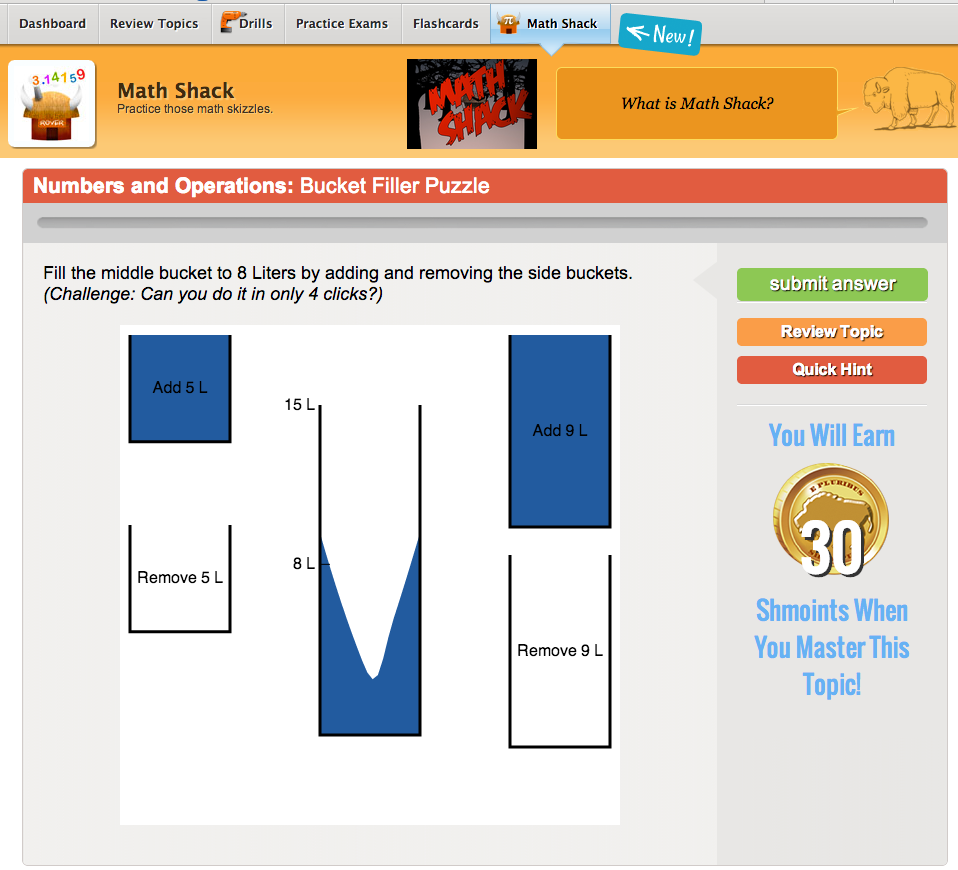 Dashboard Review Topics Drills Practice Exams Flashcards π Math Shack New!
3.14159
ROVER
Math Shack
Practice those math skizzles.
MATH
SHACK
What is Math Shack?
Numbers and Operations: Bucket Filler Puzzle
Fill the middle bucket to 8 Liters by adding and removing the side buckets.
(Challenge: Can you do it in only 4 clicks?)
Add 5 L
15 L
Add 9 L
8 L
Remove 5 L
Remove 9 L
submit answer
Review Topic
Quick Hint
You Will Earn
E PLURIBUS
30
Shmoints When
You Master This
Topic!